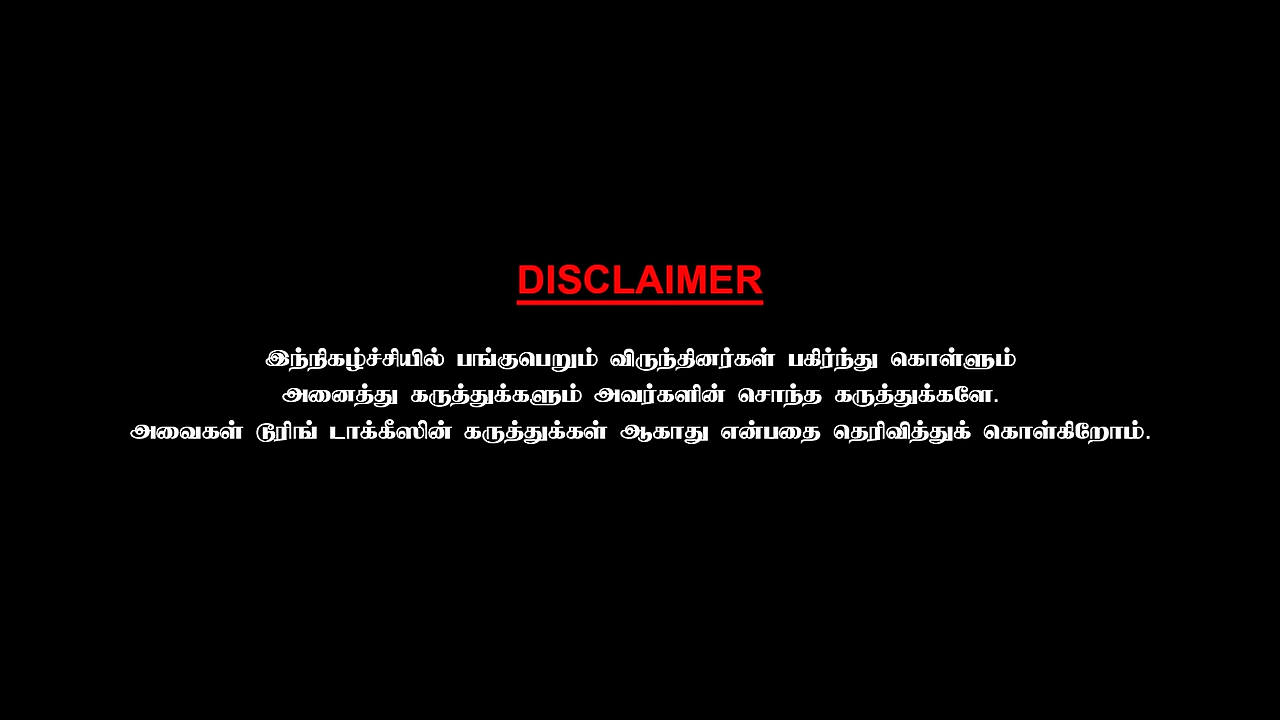 DISCLAIMER
இந்நிகழ்ச்சியில் பங்குபெறும் விருந்தினர்கள் பகிர்ந்து கொள்ளும்
அனைத்து கருத்துக்களும் அவர்களின் சொந்த கருத்துக்களே.
அவைகள் டூரிங் டாக்கீஸின் கருத்துக்கள் ஆகாது என்பதை தெரிவித்துக் கொள்கிறோம்.